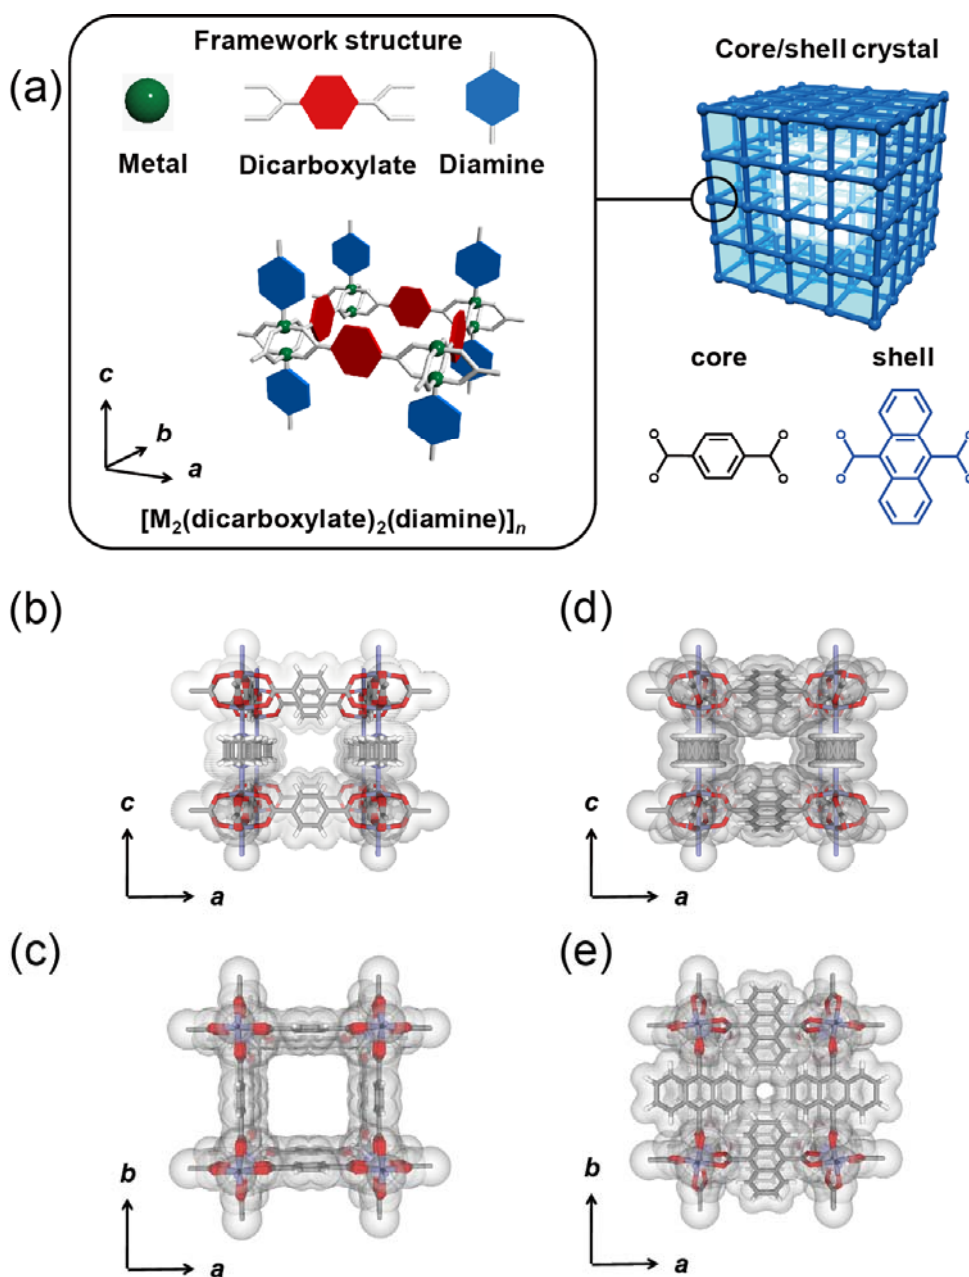 (a)
Framework structure
Metal
Dicarboxylate
Diamine
c
b
a
[M2(dicarboxylate)2(diamine)]n
Core/shell crystal
core
shell
O O
O O
O O
O O
(b)
c
a
(d)
c
a
(c)
b
a
(e)
b
a